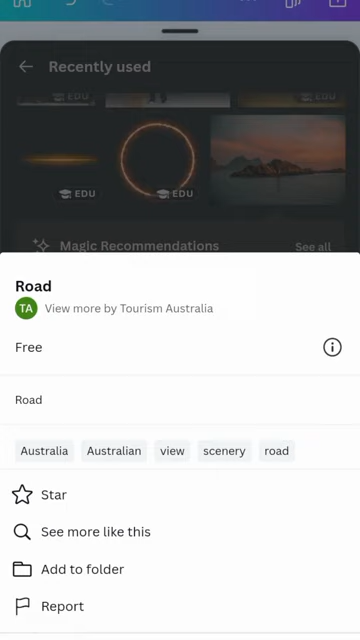 Recently used
EDU
EDU
EDU
EDU
Magic Recommendations
See all
Road
TA
View more by Tourism Australia
Free
Road
Australia
Australian
view
scenery
road
Star
See more like this
Add to folder
Report